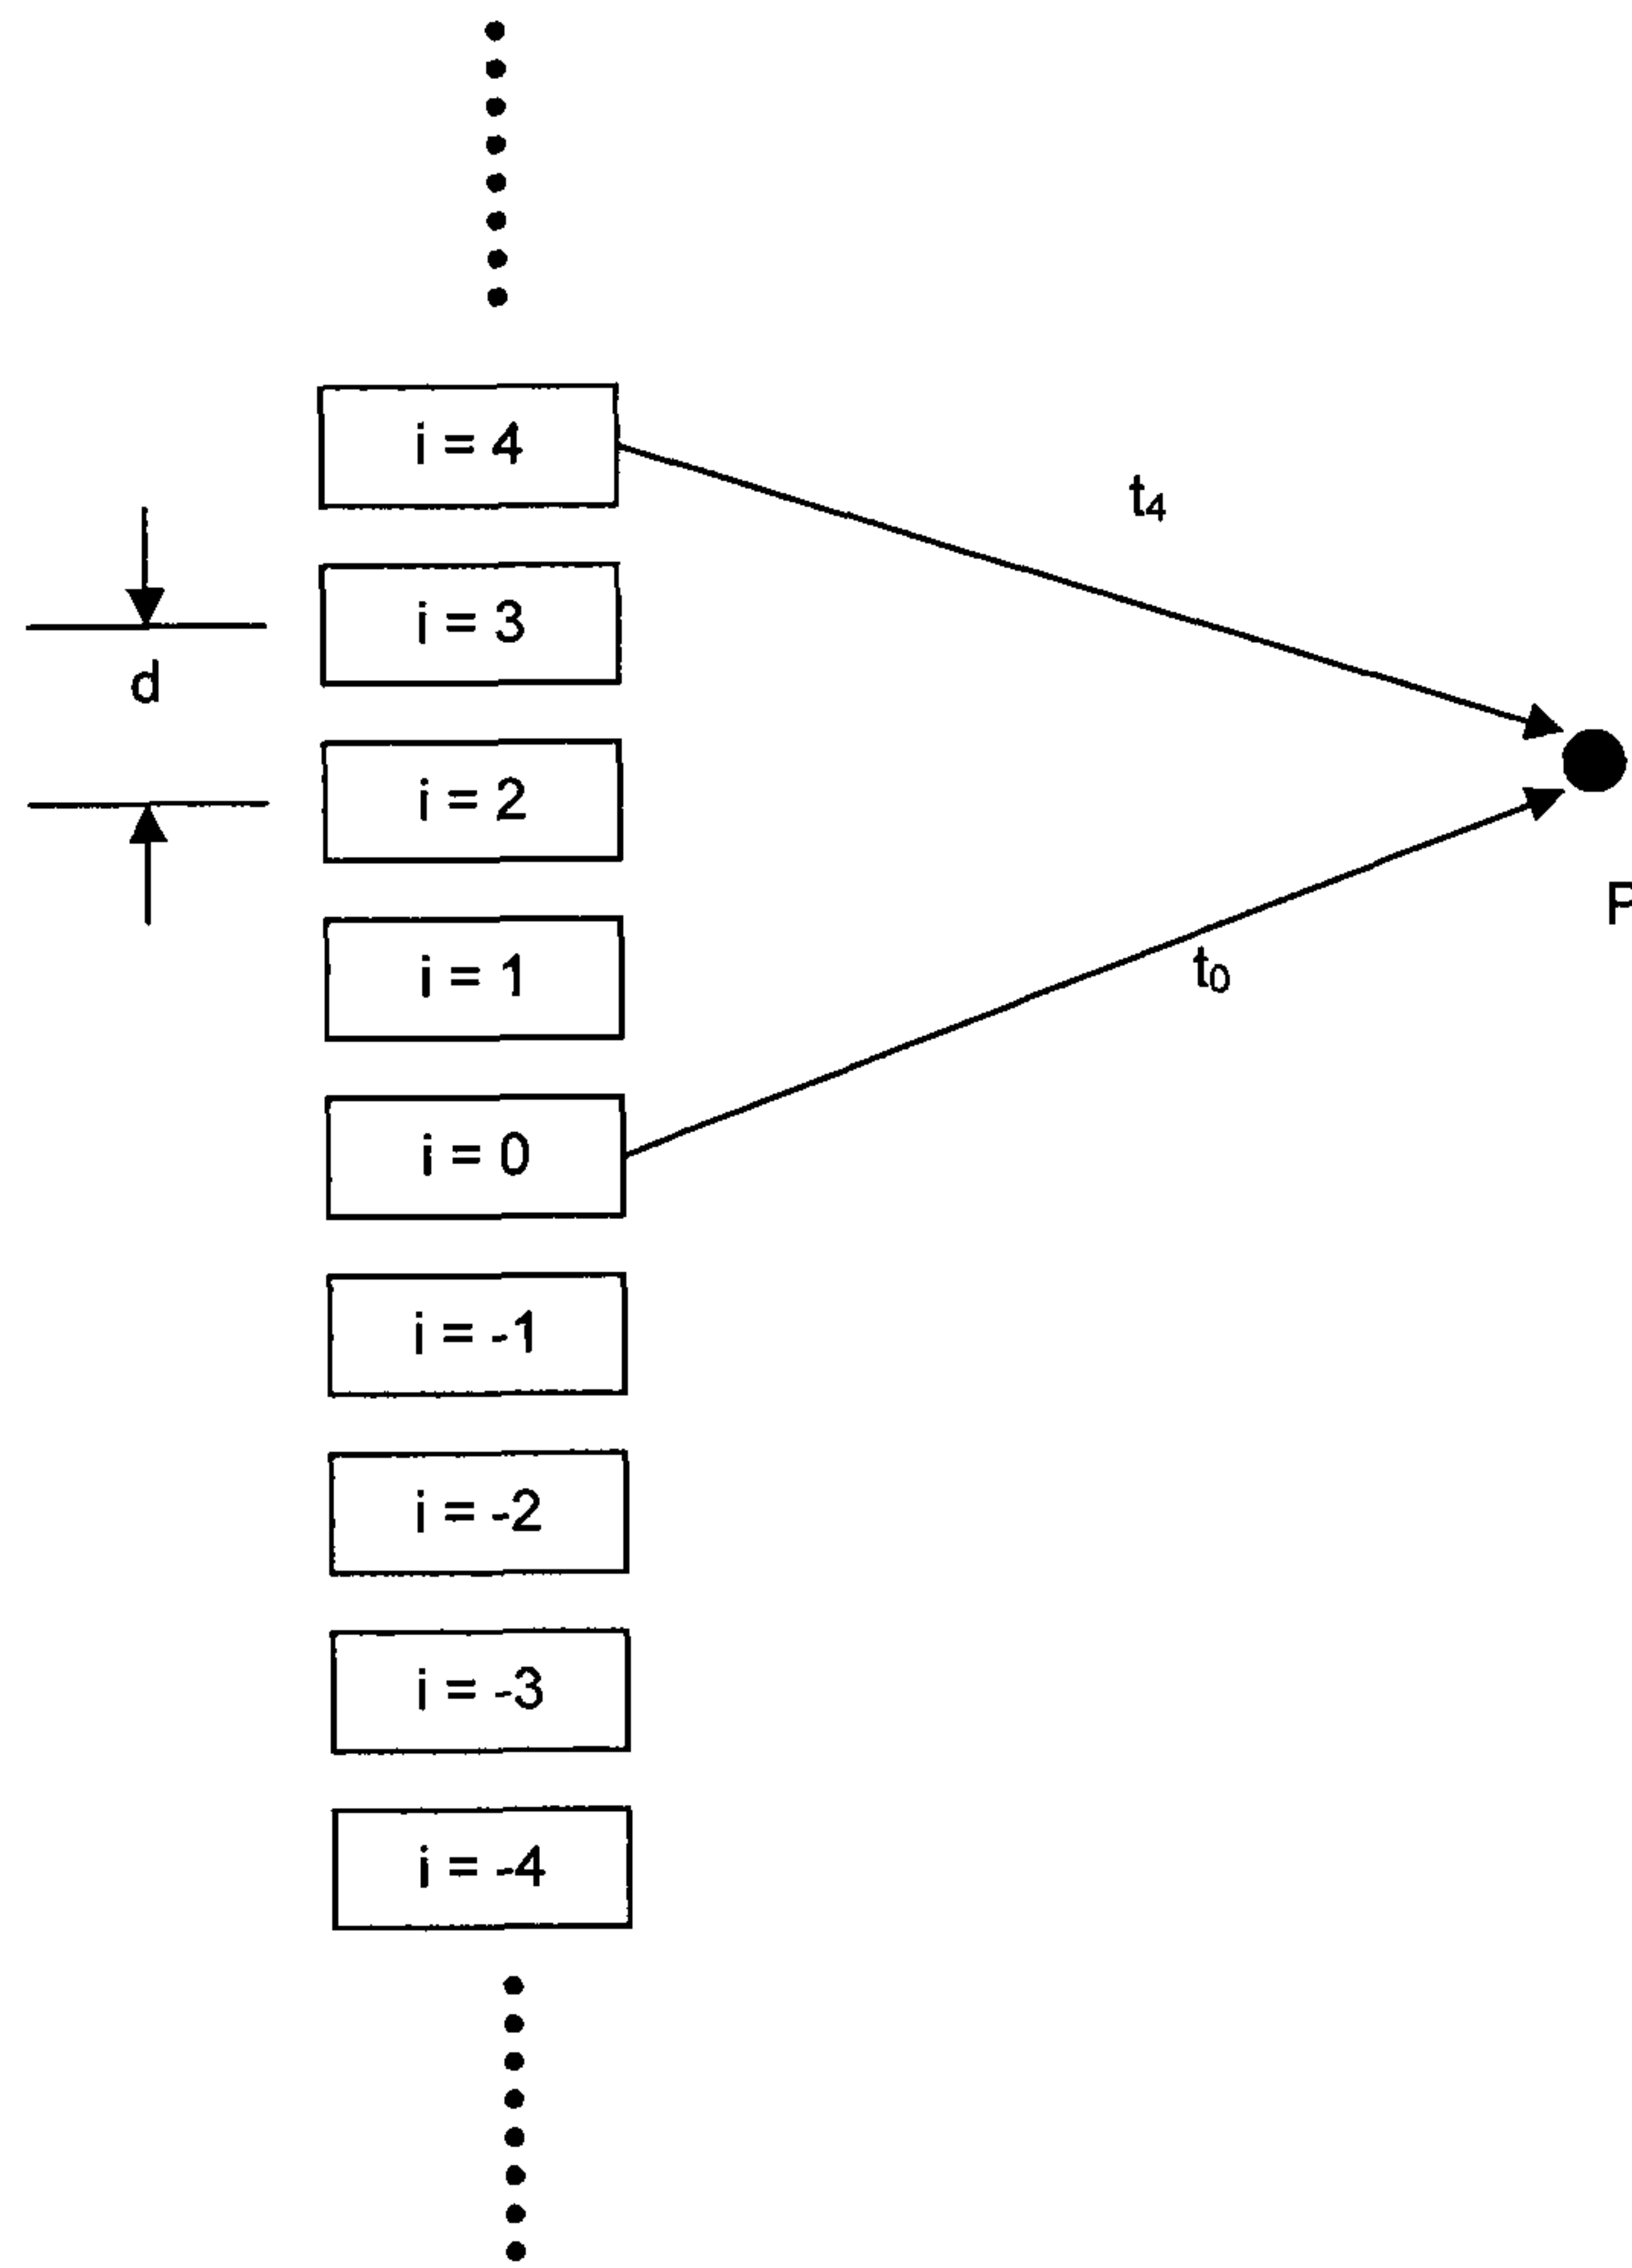 i = 4
t4
i = 3
d
i = 2
P
i = 1
t0
i = 0
i = -1
i = -2
i = -3
i = -4